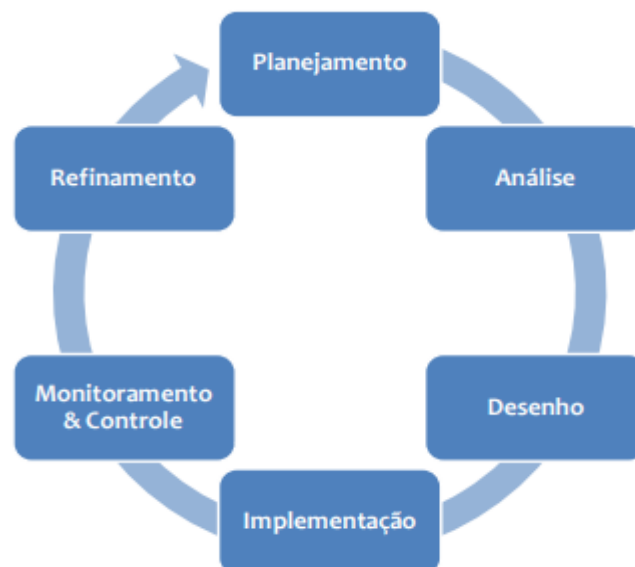 Planejamento
Análise
Desenho
Implementação
Monitoramento
& Controle
Refinamento